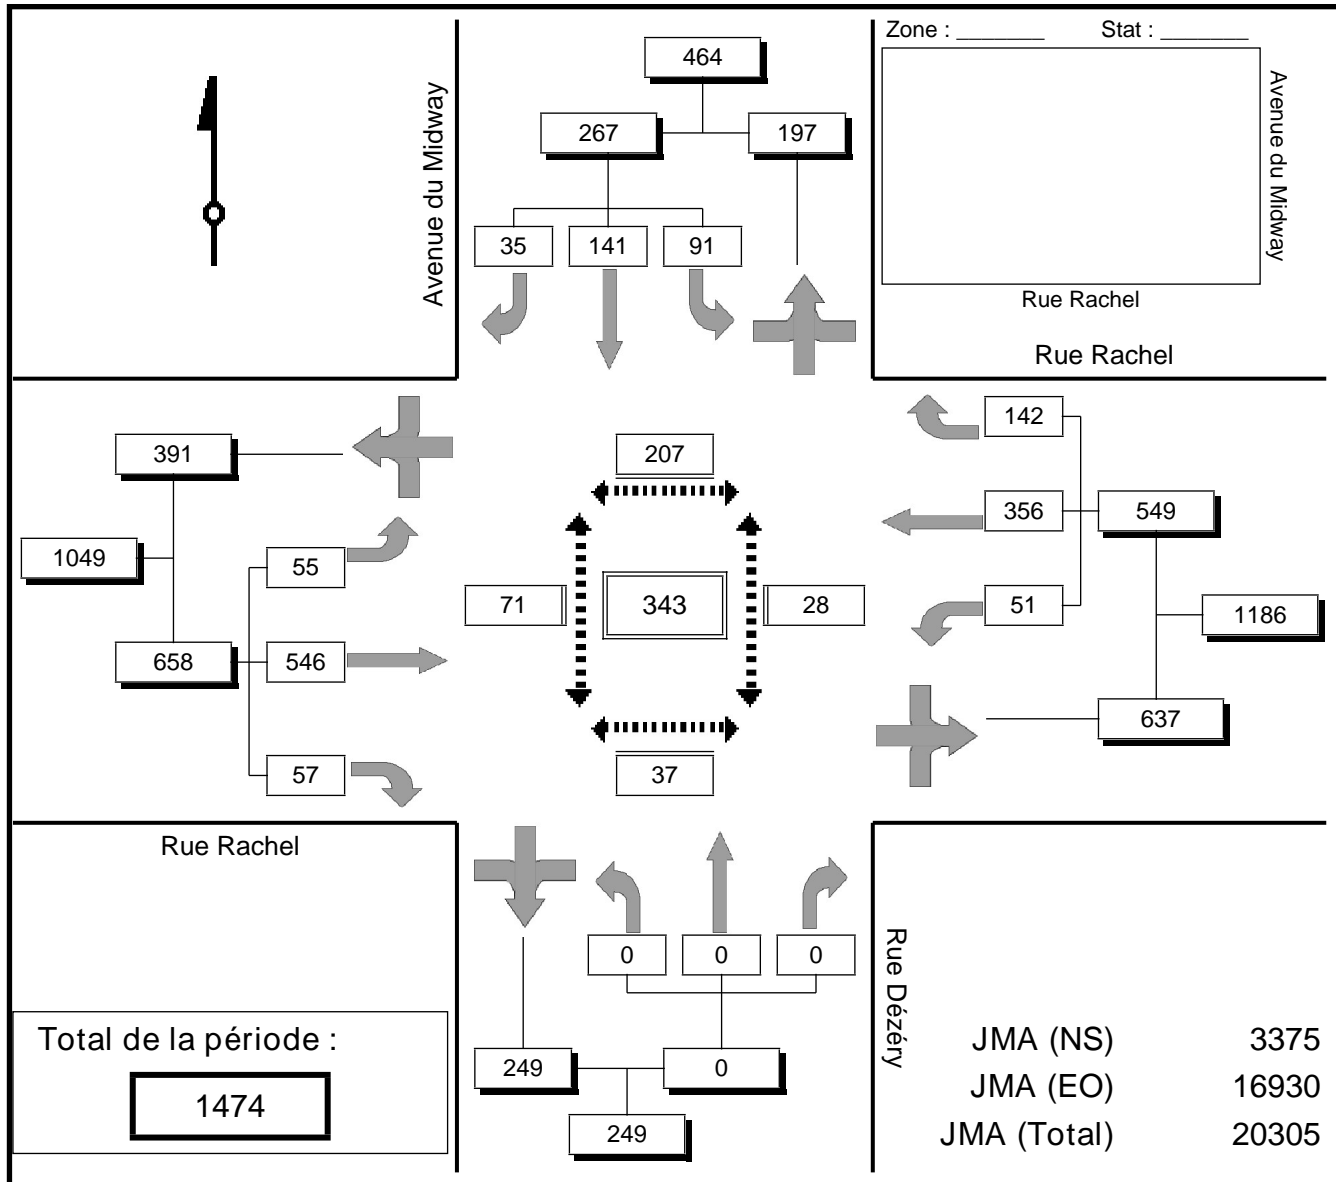 Zone : _______ Stat : _______
Avenue du Midway
Avenue du Midway
Rue Rachel
Rue Rachel
464
267 197
35 141 91
391
1049
658
55
546
57
207
71 343 28
37
142
356 549
51
1186
637
Rue Rachel
Total de la période :
1474
0 0 0
249 0
249
Rue Dézéry
JMA (NS) 3375
JMA (EO) 16930
JMA (Total) 20305